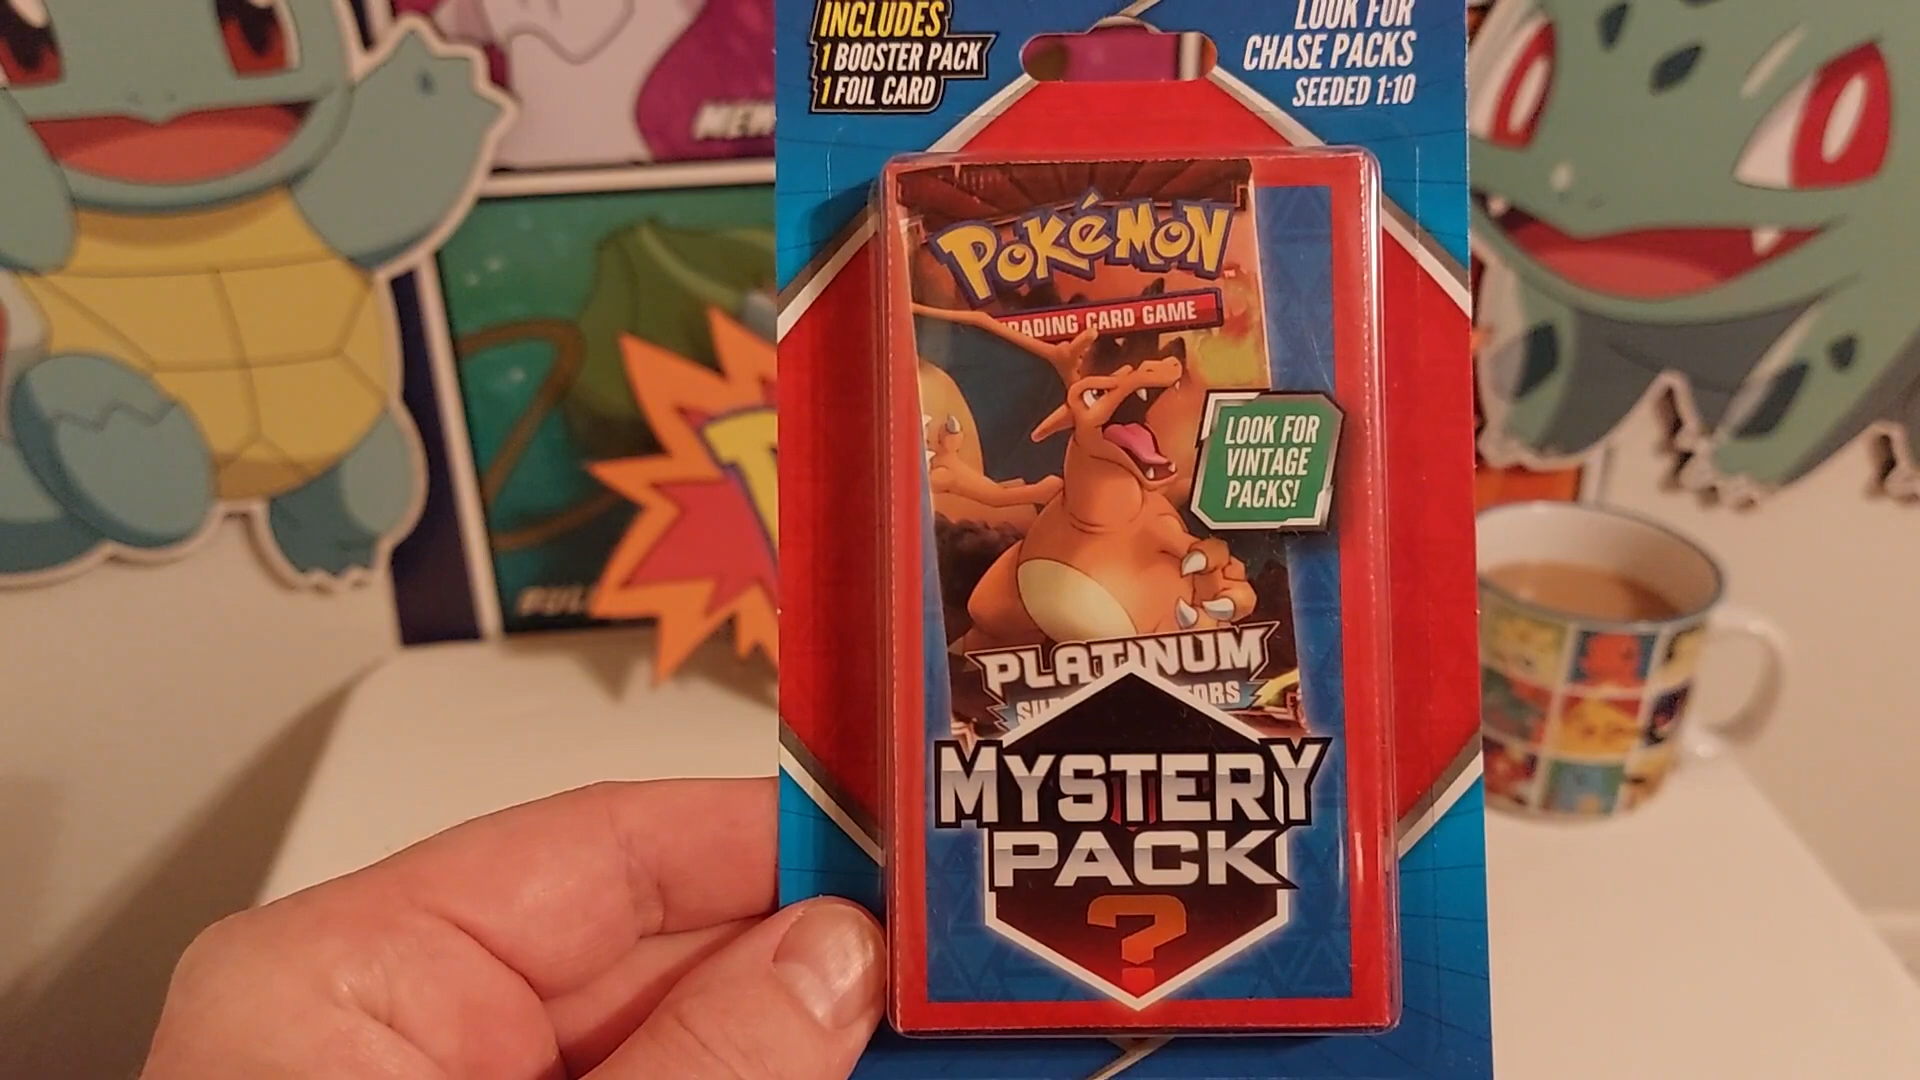 INCLUDES
1 BOOSTER PACK
1 FOIL CARD
LOOK FOR
CHASE PACKS
SEEDED 1:10
MEW
POKéMON
TRADING CARD GAME
LOOK FOR
VINTAGE
PACKS!
PLATINUM
MYSTERY
PACK
?